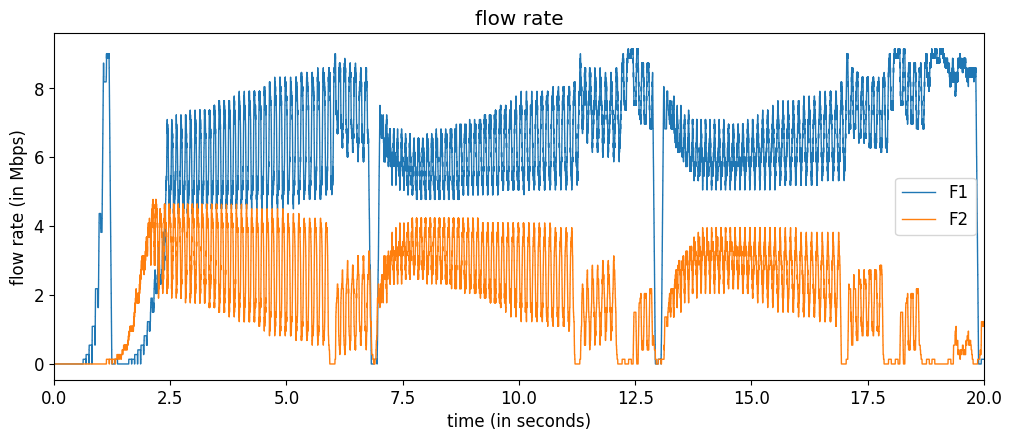 flow rate
flow rate (in Mbps)
8
6
4
2
0
F1
F2
0.0 2.5 5.0 7.5 10.0 12.5 15.0 17.5 20.0
time (in seconds)